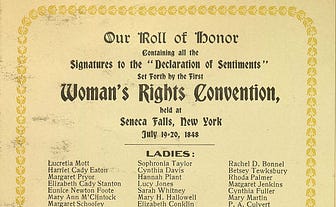 Our Roll of Honor
Containing all the
Signatures to the "Declaration of Sentiments"
Set Forth by the First
Woman's Rights Convention,
held at
Seneca Falls, New York
July 19-20, 1848
LADIES:
Lucretia Mott
Harriet Cady Eaton
Margaret Pryor
Elizabeth Cady Stanton
Eunice Newton Foote
Mary Ann M'Clintock
Margaret Schooley
Sophronia Taylor
Cynthia Davis
Hannah Plant
Lucy Jones
Sarah Whitney
Mary H. Hallowell
Elizabeth Conklin
Rachel D. Bonnel
Betsey Tewksbury
Rhoda Palmer
Margaret Jenkins
Cynthia Fuller
Mary Martin
P. A. Culvert